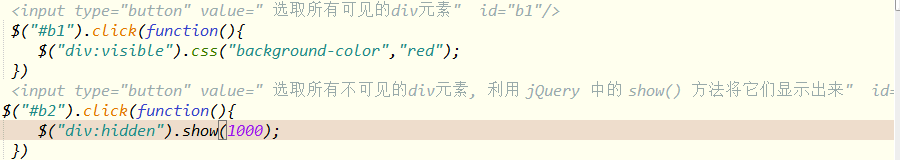 <input type="button" value=" 选取所有可见的div元素"  id="b1"/>
$("#b1").click(function(){
$("div:visible").css("background-color","red");
})
<input type="button" value=" 选取所有不可见的div元素, 利用 jQuery 中的 show() 方法将它们显示出来"  id=
$("#b2").click(function(){
$("div:hidden").show(1000);
})